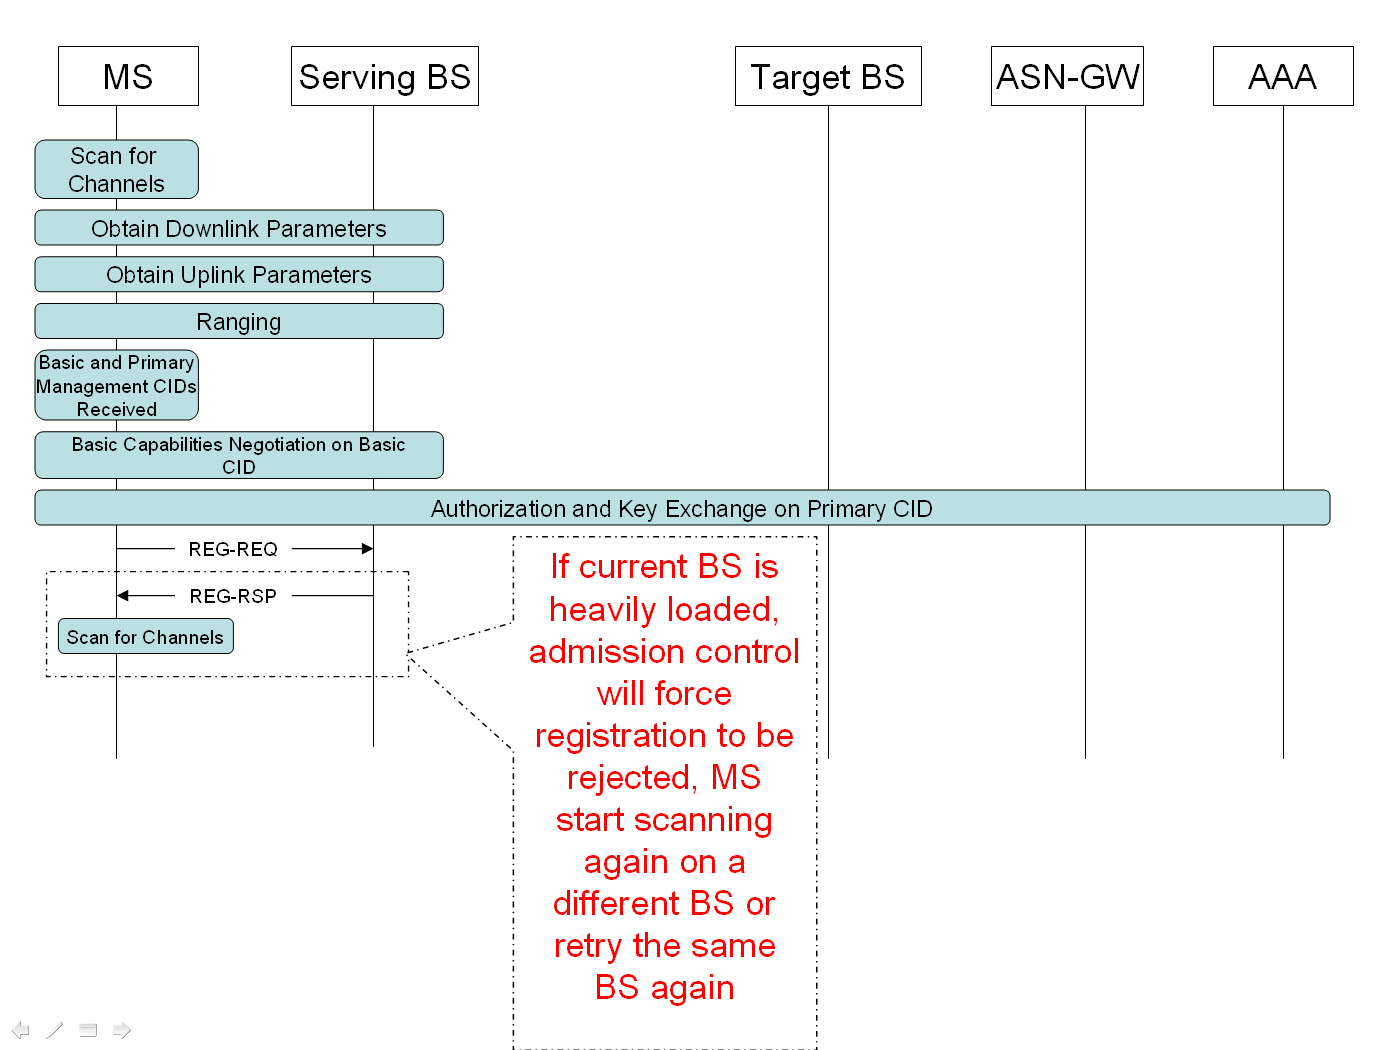 MS
Serving BS
Target BS
ASN-GW
AAA
Scan for
Channels
Obtain Downlink Parameters
Obtain Uplink Parameters
Ranging
Basic and Primary
Management CIDs
Received
Basic Capabilities Negotiation on Basic
CID
Authorization and Key Exchange on Primary CID
REG-REQ
REG-RSP
Scan for Channels
If current BS is
heavily loaded,
admission control
will force
registration to be
rejected, MS
start scanning
again on a
different BS or
retry the same
BS again